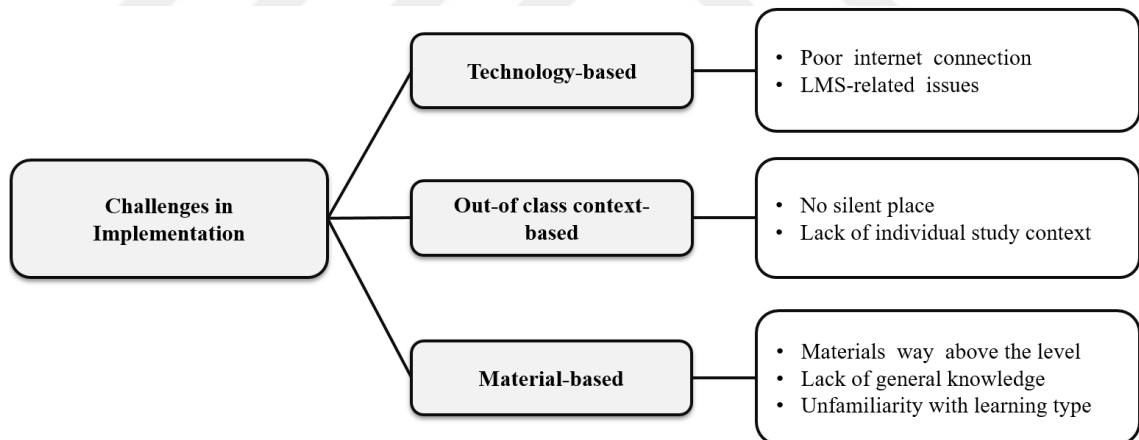 Technology-based
• Poor internet connection
• LMS-related issues
Challenges in
Implementation
Out-of class context-
based
• No silent place
• Lack of individual study context
Material-based
• Materials way above the level
• Lack of general knowledge
• Unfamiliarity with learning type